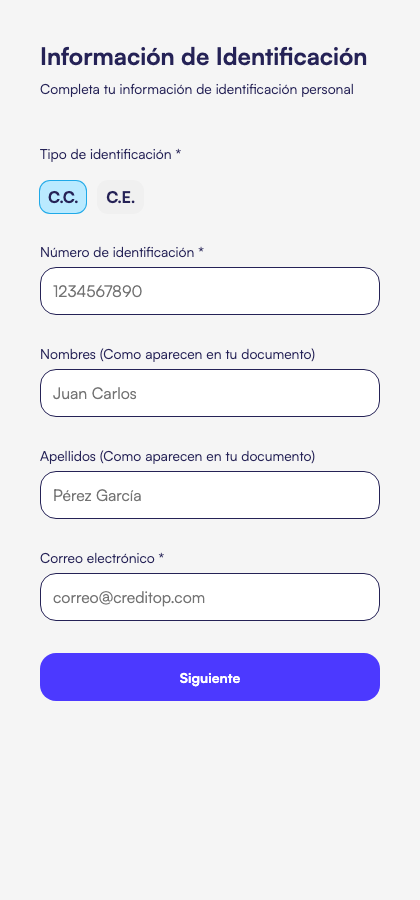 Información de Identificación
Completa tu información de identificación personal
Tipo de identificación *
C.C.
C.E.
Número de identificación *
1234567890
Nombres (Como aparecen en tu documento)
Juan Carlos
Apellidos (Como aparecen en tu documento)
Pérez García
Correo electrónico *
correo@creditop.com
Siguiente